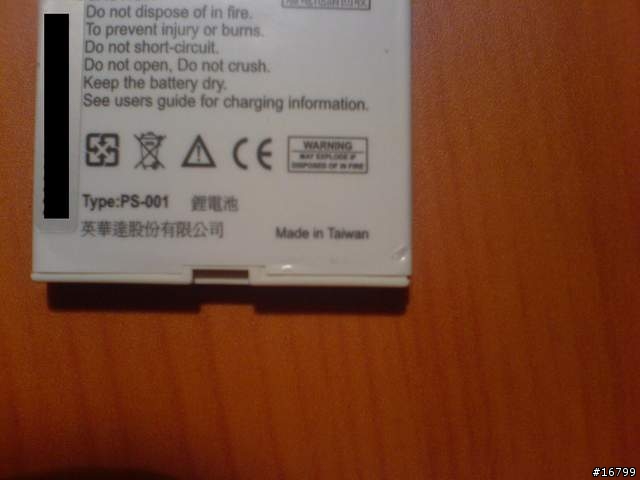 Do not dispose of in fire.
To prevent injury or burns.
Do not short-circuit.
Do not open, Do not crush.
Keep the battery dry.
See users guide for charging information.
CE
WARNING
MAY EXPLODE IF
DISPOSED OF IN FIRE
Type:PS-001 鋰電池
英華達股份有限公司
Made in Taiwan
#16799